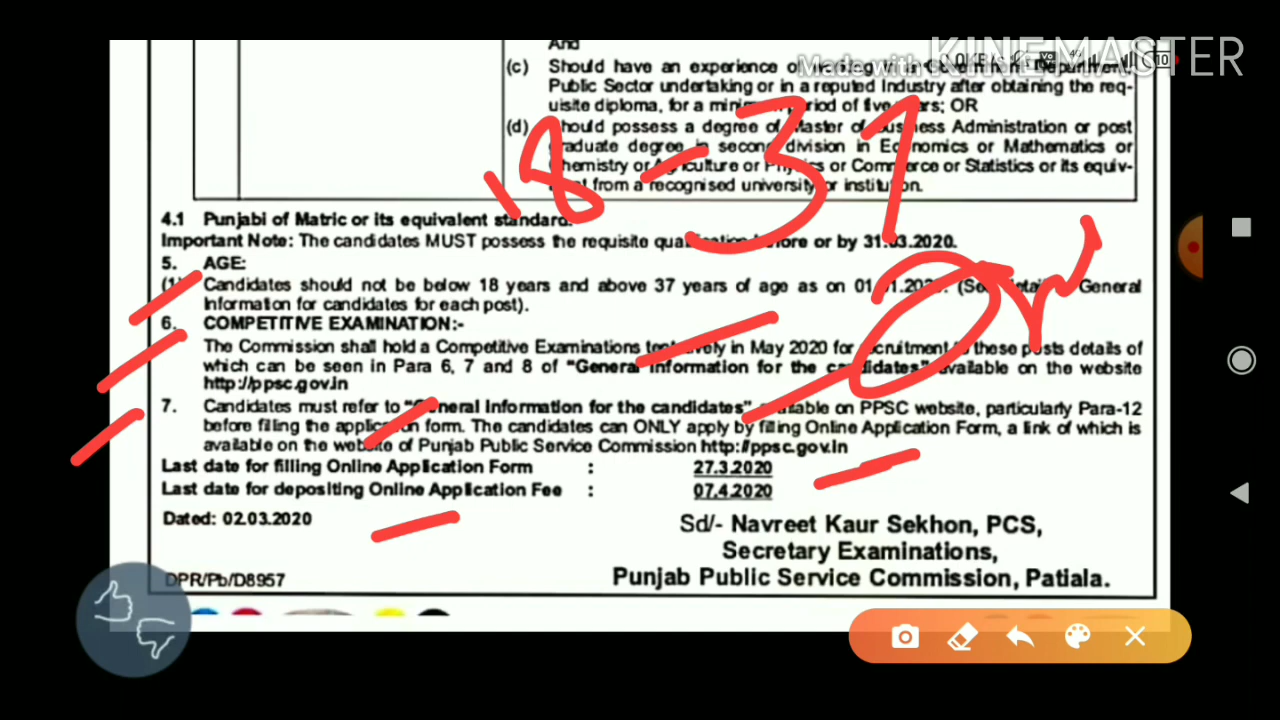 And
Made with KINEMASTER
(c) Should have an experience of working in a Government Department,
Public Sector undertaking or in a reputed Industry after obtaining the req-
uisite diploma, for a minimum period of five years; OR
(d) Should possess a degree of Master of Business Administration or post
graduate degree in second division in Economics or Mathematics or
Chemistry or Agriculture or Physics or Commerce or Statistics or its equiv-
from a recognised university or institution.
18 - 37
4.1 Punjabi of Matric or its equivalent standard.
Important Note: The candidates MUST possess the requisite qualification before or by 31.03.2020.
5. AGE:
(1) Candidates should not be below 18 years and above 37 years of age as on 01.01.2020. (See details General
Information for candidates for each post).
6. COMPETITIVE EXAMINATION:-
The Commission shall hold a Competitive Examinations tentatively in May 2020 for recruitment to these posts details of
which can be seen in Para 6, 7 and 8 of "General Information for the candidates" available on the website
http://ppsc.gov.in
7. Candidates must refer to "General Information for the candidates" available on PPSC website, particularly Para-12
before filling the application form. The candidates can ONLY apply by filling Online Application Form, a link of which is
available on the website of Punjab Public Service Commission http://ppsc.gov.in
Last date for filling Online Application Form : 27.3.2020
Last date for depositing Online Application Fee : 07.4.2020
Dated: 02.03.2020
Sd/- Navreet Kaur Sekhon, PCS,
Secretary Examinations,
Punjab Public Service Commission, Patiala.
DPR/Pb/D8957